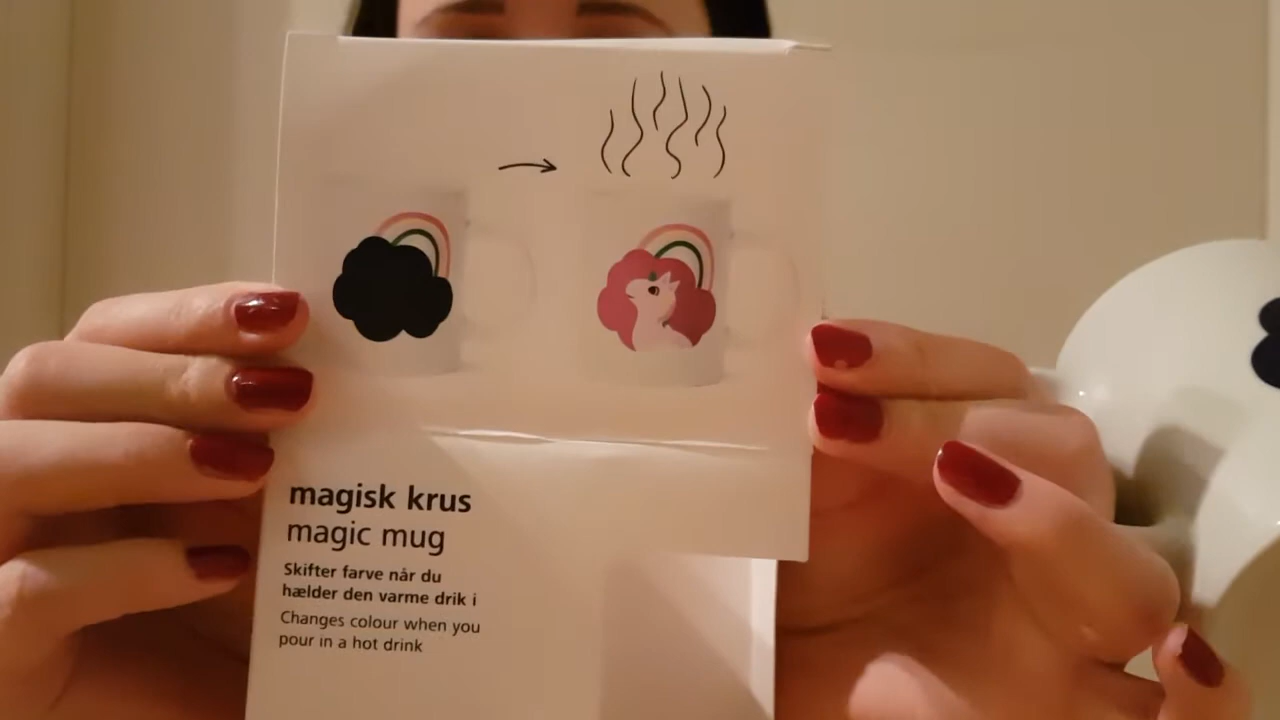 magisk krus
magic mug
Skifter farve når du
hælder den varme drik i
Changes colour when you
pour in a hot drink